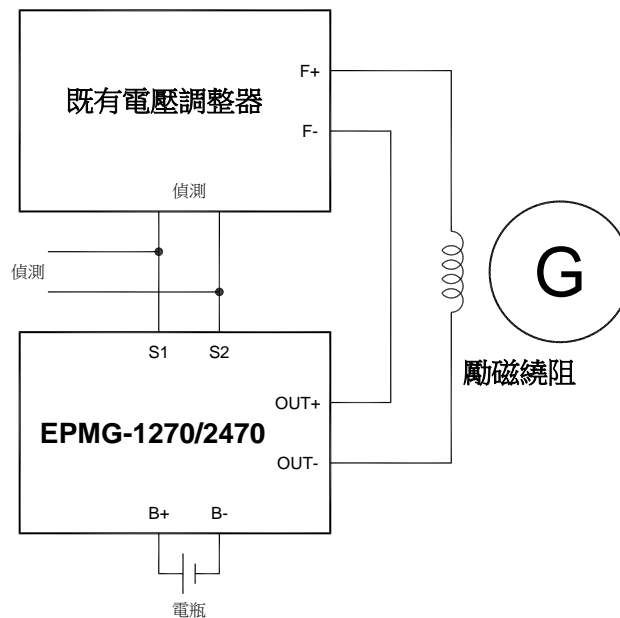 F+
既有電壓調整器
F-
偵測
偵測
S1 S2
G
勵磁繞阻
OUT+
EPMG-1270/2470
OUT-
B+ B-
電瓶